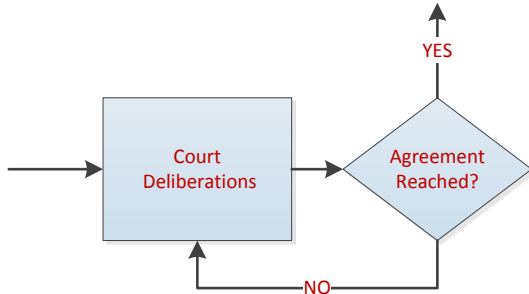 YES
Court
Deliberations
Agreement
Reached?
NO